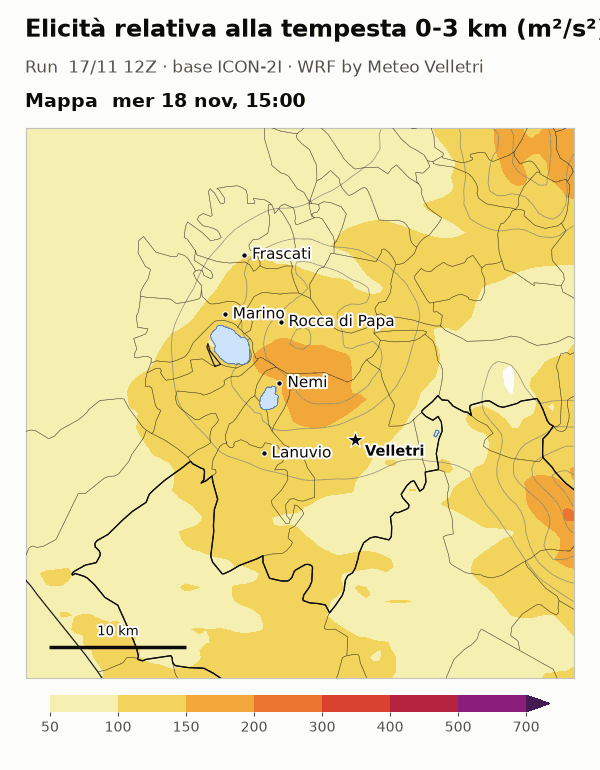 Elicità relativa alla tempesta 0-3 km (m²/s²)
Run  17/11 12Z · base ICON-2I · WRF by Meteo Velletri
Mappa  mer 18 nov, 15:00
Frascati
Marino
Rocca di Papa
Nemi
Velletri
Lanuvio
10 km
50 100 150 200 300 400 500 700